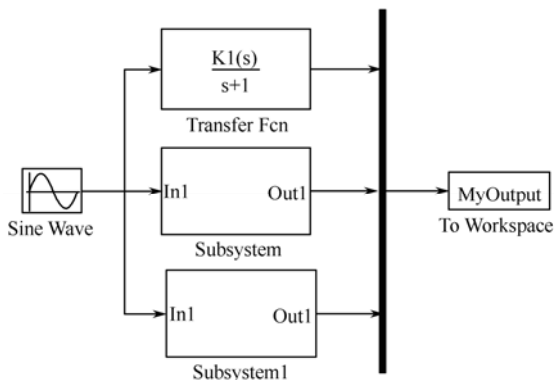 K1(s)
s+1
Transfer Fcn
In1
Out1
Subsystem
Sine Wave
MyOutput
To Workspace
In1
Out1
Subsystem1